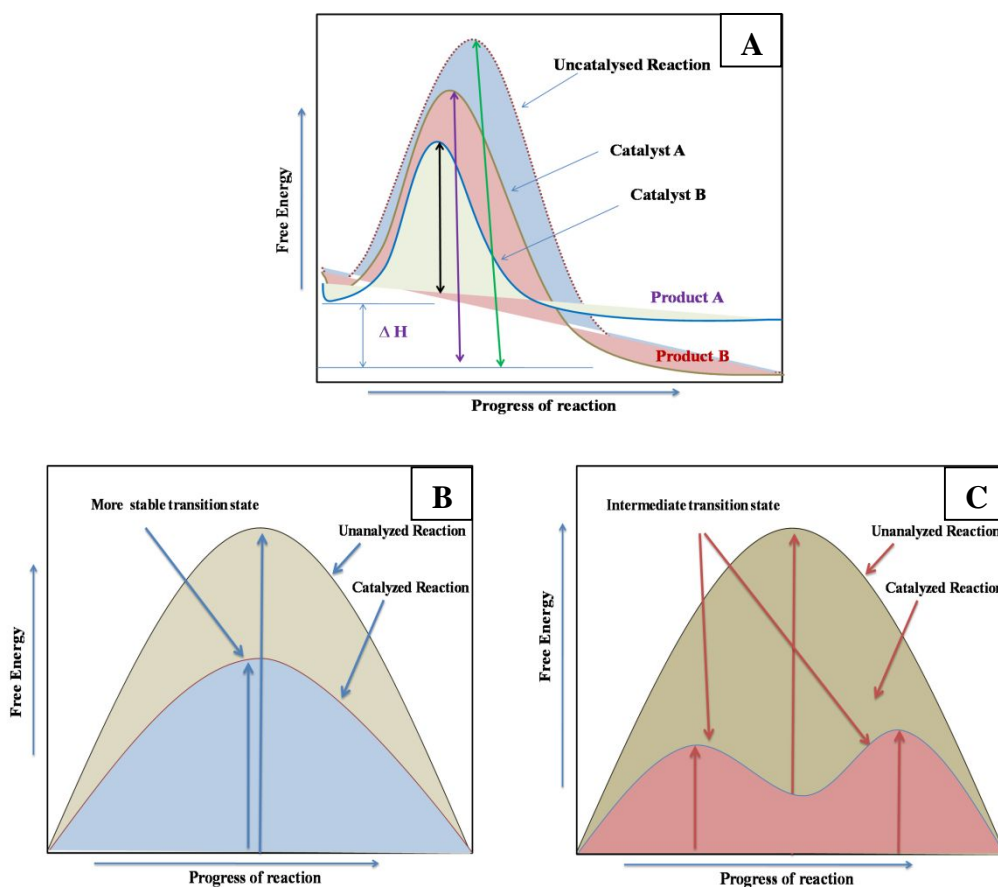 A
Uncatalysed Reaction
Catalyst A
Catalyst B
Free Energy
Product A
Δ H
Product B
Progress of reaction
B
More stable transition state
Unanalyzed Reaction
Catalyzed Reaction
Free Energy
Progress of reaction
C
Intermediate transition state
Unanalyzed Reaction
Catalyzed Reaction
Free Energy
Progress of reaction